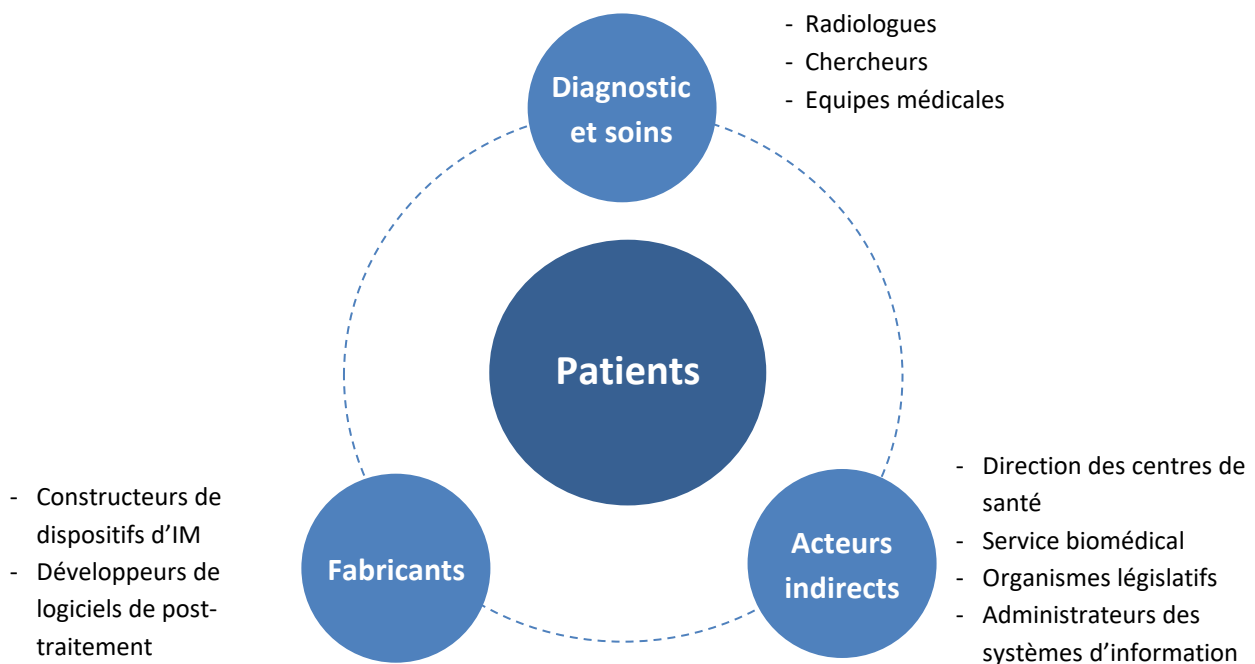 - Radiologues
- Chercheurs
- Equipes médicales
Diagnostic
et soins
Patients
- Constructeurs de
dispositifs d'IM
- Développeurs de
logiciels de post-
traitement
Fabricants
Acteurs
indirects
- Direction des centres de
santé
- Service biomédical
- Organismes législatifs
- Administrateurs des
systèmes d'information